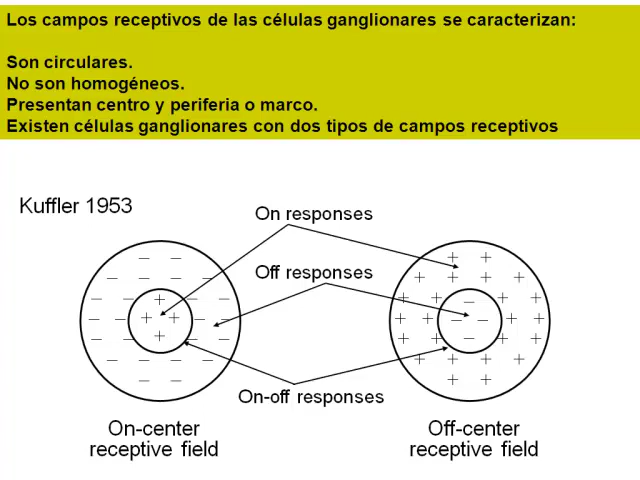 Los campos receptivos de las células ganglionares se caracterizan:
Son circulares.
No son homogéneos.
Presentan centro y periferia o marco.
Existen células ganglionares con dos tipos de campos receptivos
Kuffler 1953
On responses
Off responses
On-off responses
On-center
receptive field
Off-center
receptive field